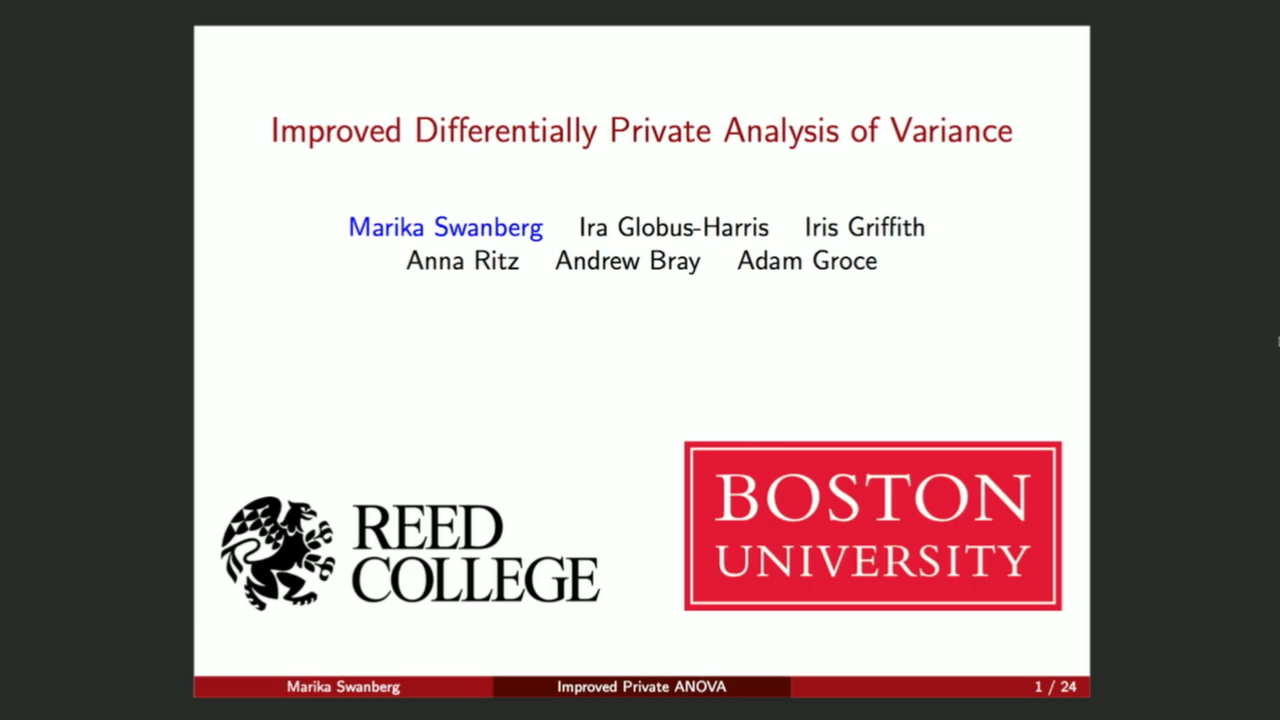 Improved Differentially Private Analysis of Variance
Marika Swanberg Ira Globus-Harris Iris Griffith
Anna Ritz Andrew Bray Adam Groce
REED
COLLEGE
BOSTON
UNIVERSITY
Marika Swanberg Improved Private ANOVA 1 / 24